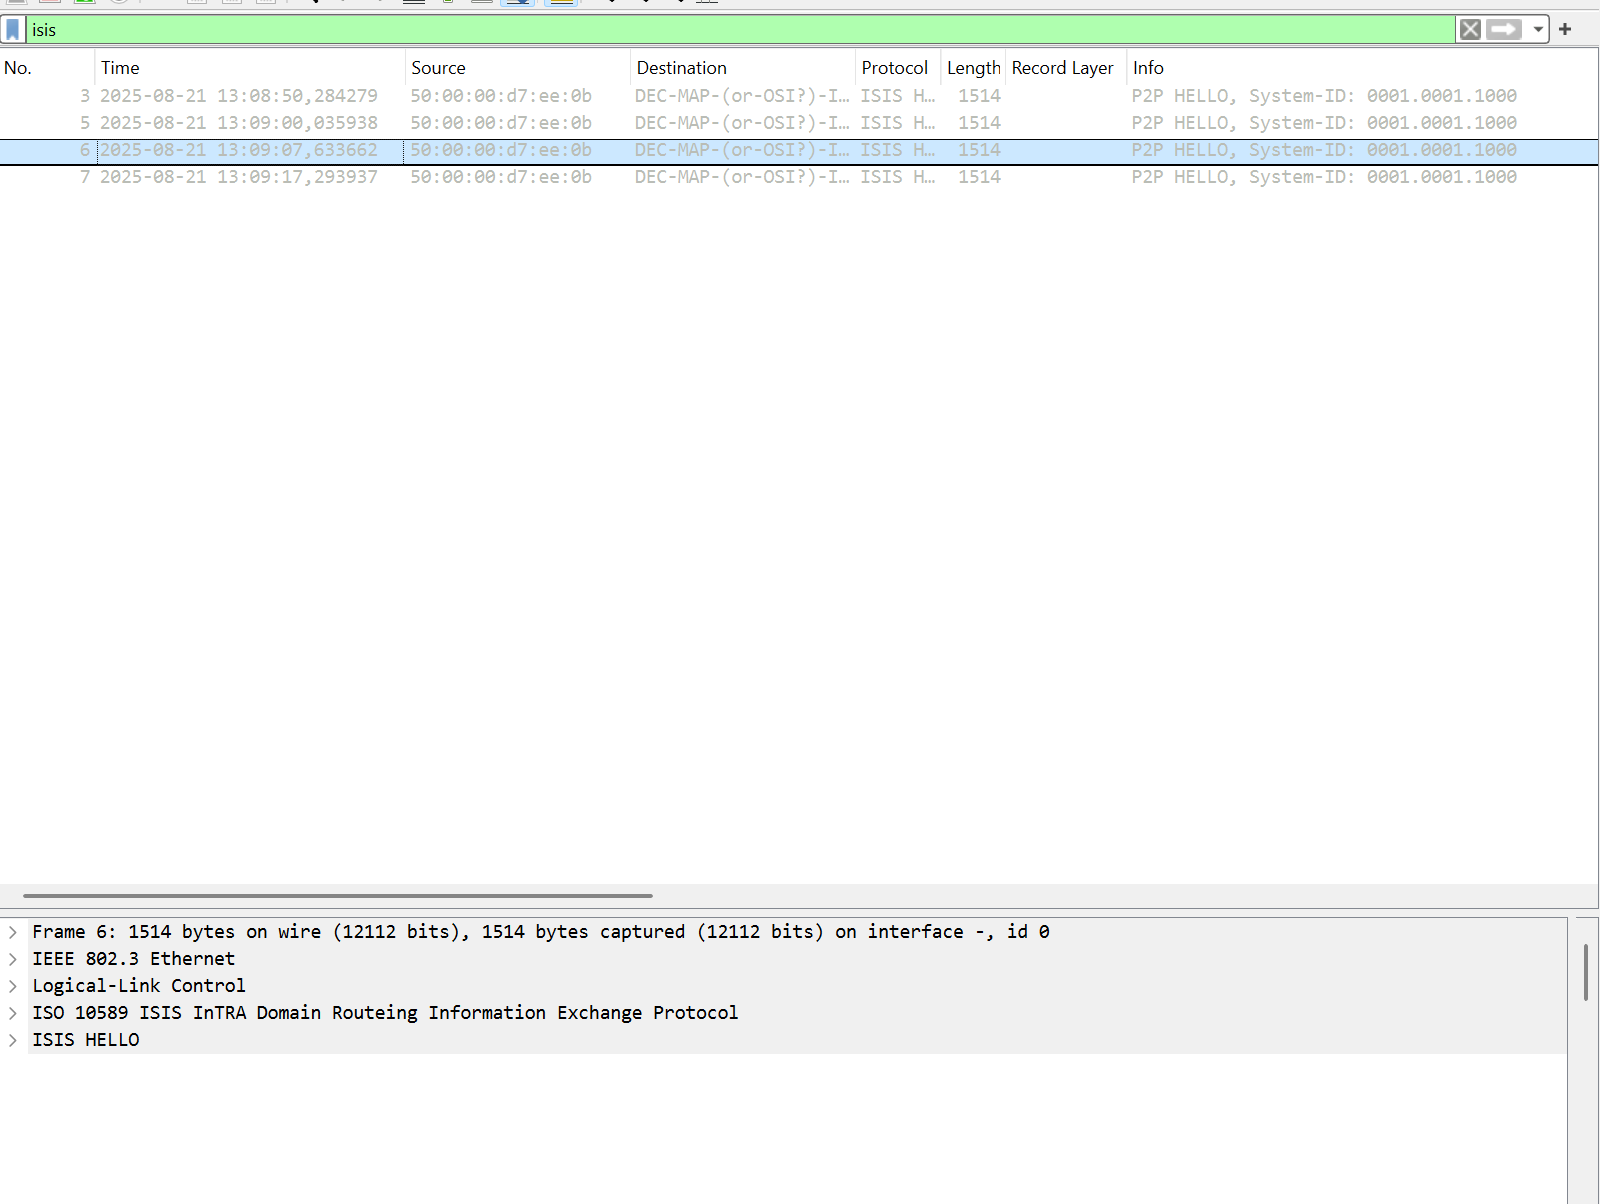 isis
No. Time Source Destination Protocol Length Record Layer Info
3 2025-08-21 13:08:50,284279 50:00:00:d7:ee:0b DEC-MAP-(or-OSI?)-I… ISIS H… 1514 P2P HELLO, System-ID: 0001.0001.1000
5 2025-08-21 13:09:00,035938 50:00:00:d7:ee:0b DEC-MAP-(or-OSI?)-I… ISIS H… 1514 P2P HELLO, System-ID: 0001.0001.1000
6 2025-08-21 13:09:07,633662 50:00:00:d7:ee:0b DEC-MAP-(or-OSI?)-I… ISIS H… 1514 P2P HELLO, System-ID: 0001.0001.1000
7 2025-08-21 13:09:17,293937 50:00:00:d7:ee:0b DEC-MAP-(or-OSI?)-I… ISIS H… 1514 P2P HELLO, System-ID: 0001.0001.1000
Frame 6: 1514 bytes on wire (12112 bits), 1514 bytes captured (12112 bits) on interface -, id 0
IEEE 802.3 Ethernet
Logical-Link Control
ISO 10589 ISIS InTRA Domain Routeing Information Exchange Protocol
ISIS HELLO